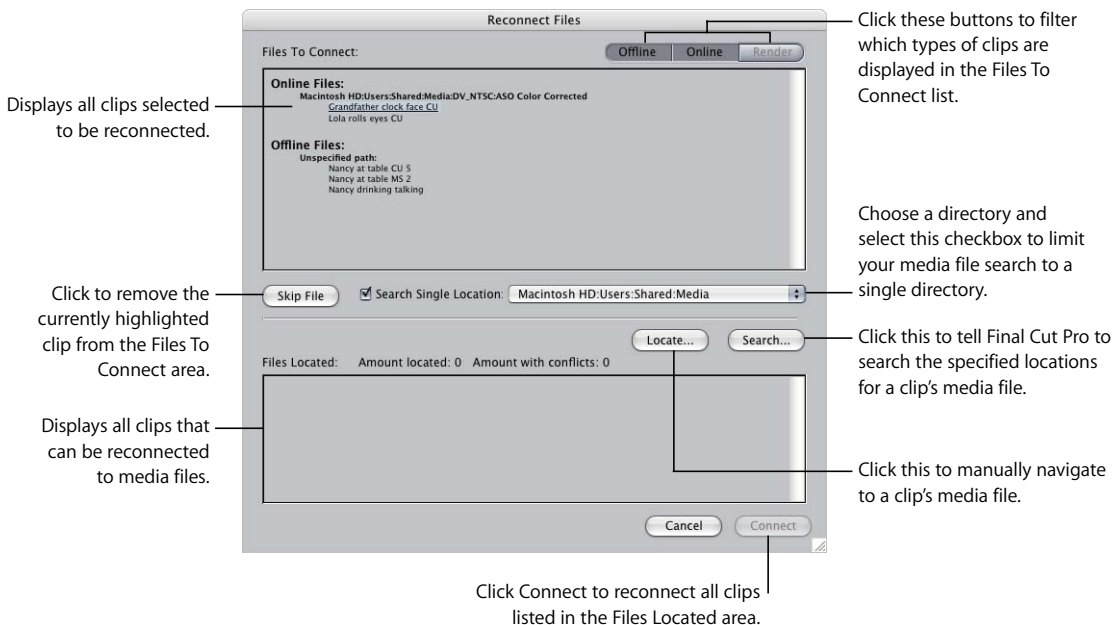 Reconnect Files
Files To Connect:
Offline
Online
Render
Online Files:
Macintosh HD:Users:Shared:Media:DV_NTSC:ASO Color Corrected
Grandfather clock face CU
Lola rolls eyes CU
Offline Files:
Unspecified path:
Nancy at table CU 5
Nancy at table MS 2
Nancy drinking talking
Skip File
Search Single Location:
Macintosh HD:Users:Shared:Media
Locate...
Search...
Files Located: Amount located: 0 Amount with conflicts: 0
Cancel
Connect
Displays all clips selected
to be reconnected.
Click to remove the
currently highlighted
clip from the Files To
Connect area.
Displays all clips that
can be reconnected
to media files.
Click these buttons to filter
which types of clips are
displayed in the Files To
Connect list.
Choose a directory and
select this checkbox to limit
your media file search to a
single directory.
Click this to tell Final Cut Pro to
search the specified locations
for a clip’s media file.
Click this to manually navigate
to a clip’s media file.
Click Connect to reconnect all clips
listed in the Files Located area.